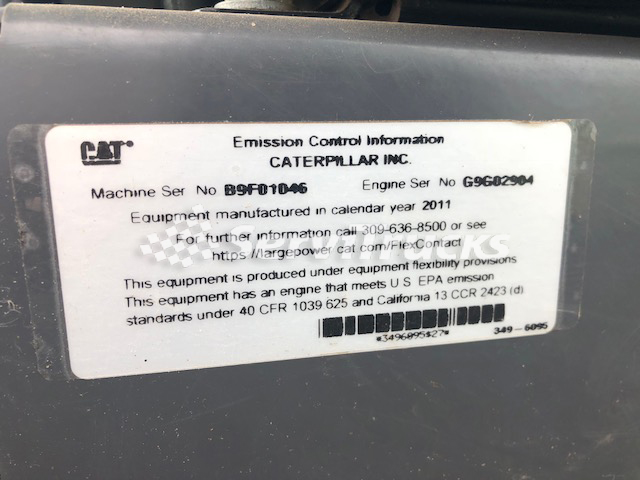 CAT®
Emission Control Information
CATERPILLAR INC.
Machine Ser No B9F01046 Engine Ser No G9G02904
Equipment manufactured in calendar year 2011
For further information call 309-636-8500 or see
https://largepower.cat.com/FlexContact
This equipment is produced under equipment flexibility provisions
This equipment has an engine that meets U S EPA emission
standards under 40 CFR 1039 625 and California 13 CCR 2423 (d).
349 - 6095